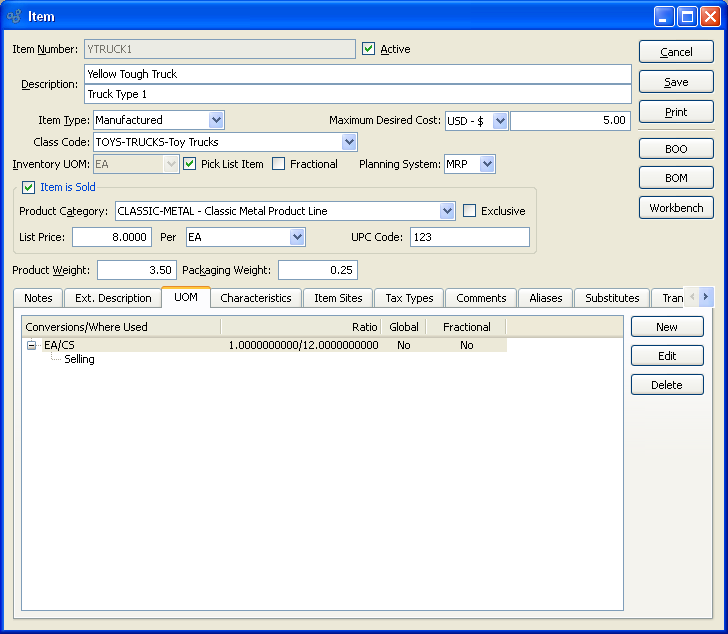 Item
Item Number: YTRUCK1 Active Cancel
Description: Yellow Tough Truck Save
Truck Type 1
Item Type: Manufactured Maximum Desired Cost: USD - $ 5.00 Print
Class Code: TOYS-TRUCKS-Toy Trucks BOO
Inventory UOM: EA Pick List Item Fractional Planning System: MRP BOM
Item is Sold
Product Category: CLASSIC-METAL - Classic Metal Product Line Exclusive Workbench
List Price: 8.0000 Per EA UPC Code: 123
Product Weight: 3.50 Packaging Weight: 0.25
Notes Ext. Description UOM Characteristics Item Sites Tax Types Comments Aliases Substitutes Tran
Conversions/Where Used Ratio Global Fractional New
EA/CS 1.0000000000/12.0000000000 No No Edit
Selling
Delete